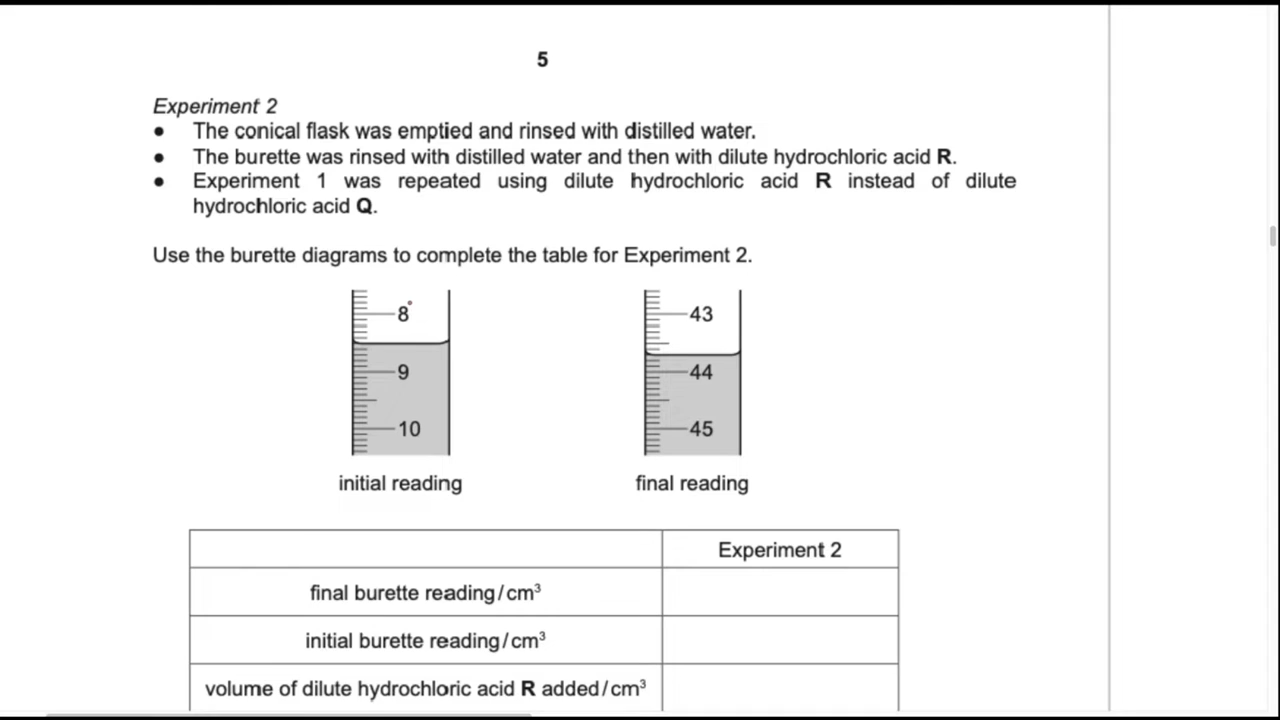 5
Experiment 2
• The conical flask was emptied and rinsed with distilled water.
• The burette was rinsed with distilled water and then with dilute hydrochloric acid R.
• Experiment 1 was repeated using dilute hydrochloric acid R instead of dilute
hydrochloric acid Q.
Use the burette diagrams to complete the table for Experiment 2.
8
9
10
initial reading
43
44
45
final reading
Experiment 2
final burette reading/cm³
initial burette reading/cm³
volume of dilute hydrochloric acid R added/cm³